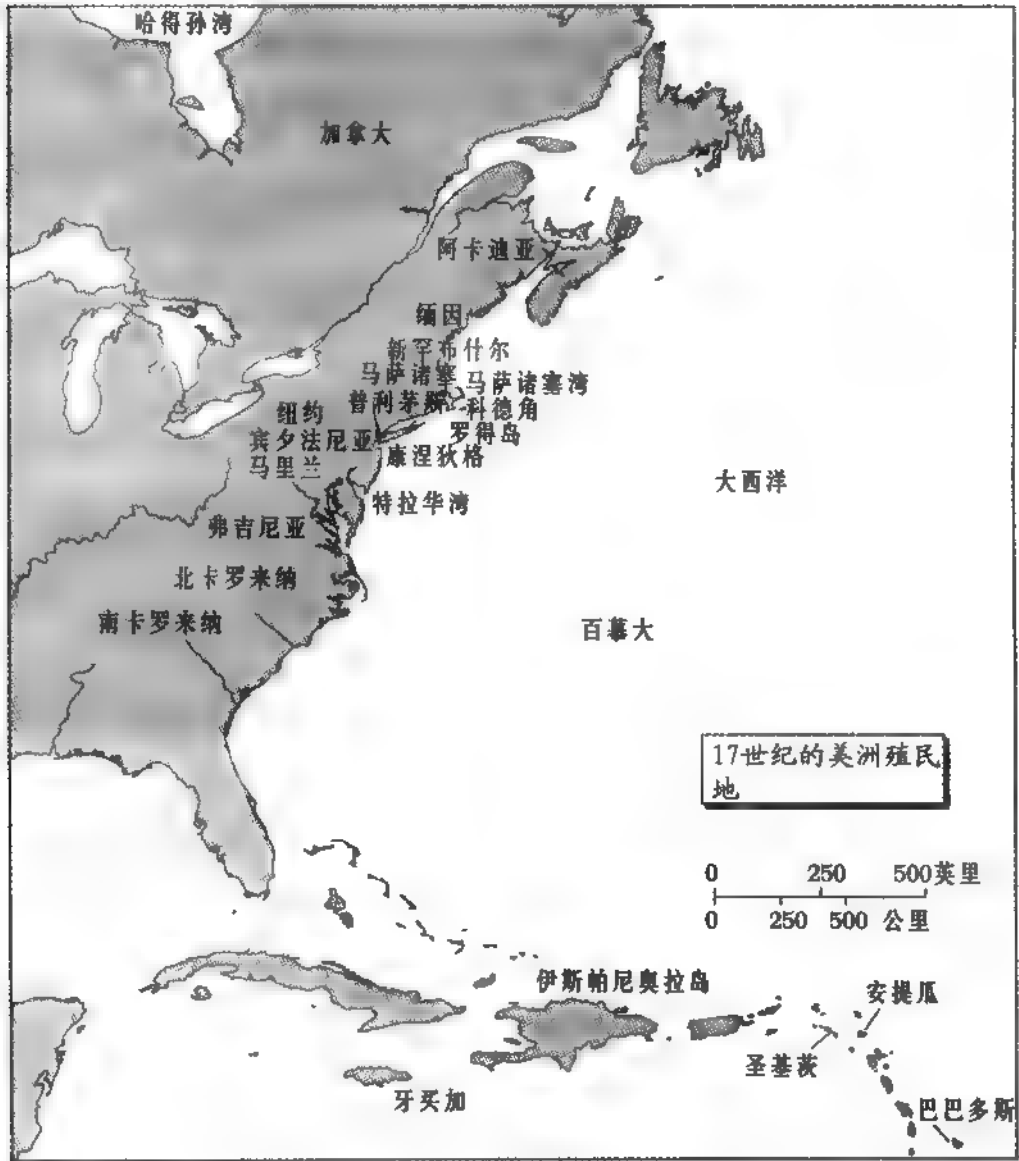 哈得孙湾
加拿大
阿卡迪亚
缅因
新罕布什尔
马萨诸塞
马萨诸塞湾
普利茅斯
科德角
纽约
罗得岛
宾夕法尼亚
康涅狄格
马里兰
特拉华湾
大西洋
弗吉尼亚
北卡罗来纳
南卡罗来纳
百慕大
17世纪的美洲殖民
地
0 250 500英里
0 250 500 公里
伊斯帕尼奥拉岛
安提瓜
圣基茨
牙买加
巴巴多斯